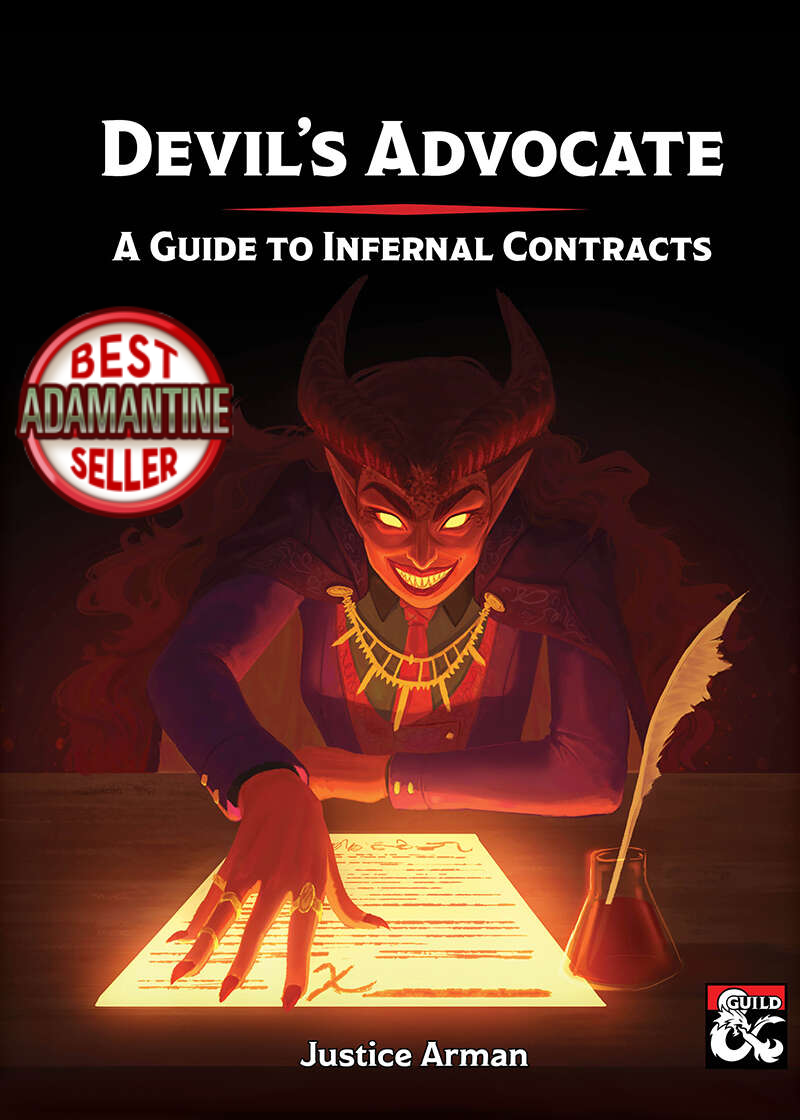 DEVIL'S ADVOCATE
A GUIDE TO INFERNAL CONTRACTS
BEST
ADAMANTINE
SELLER
X
Justice Arman
GUILD